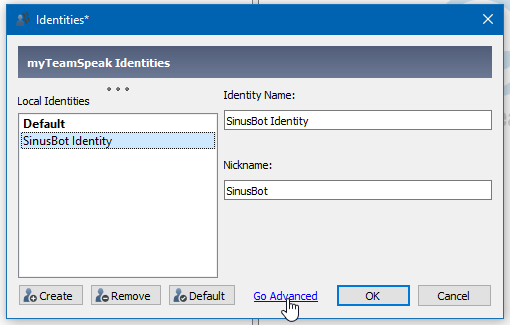 Identities*
myTeamSpeak Identities
Local Identities
Default
SinusBot Identity
Identity Name:
SinusBot Identity
Nickname:
SinusBot
Create
Remove
Default
Go Advanced
OK
Cancel